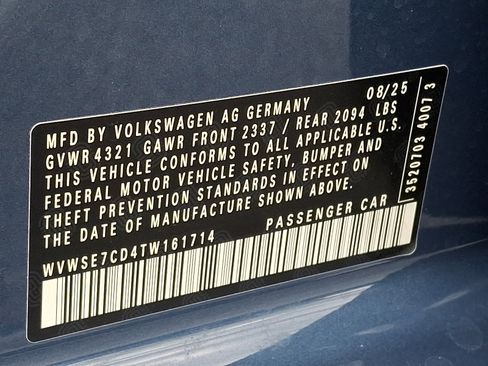 MFD BY VOLKSWAGEN AG GERMANY 08/25
GVWR 4321 GAWR FRONT 2337 / REAR 2094 LBS
THIS VEHICLE CONFORMS TO ALL APPLICABLE U.S.
FEDERAL MOTOR VEHICLE SAFETY, BUMPER AND
THEFT PREVENTION STANDARDS IN EFFECT ON
THE DATE OF MANUFACTURE SHOWN ABOVE.
WVWSE7CD4TW161714 PASSENGER CAR
3520703 4007 3